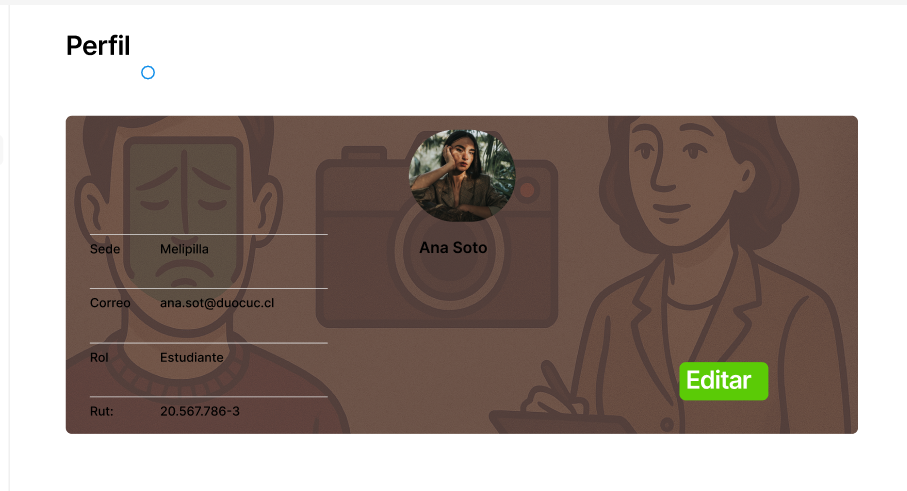 Perfil
Ana Soto
Sede Melipilla
Correo ana.sot@duocuc.cl
Rol Estudiante
Rut: 20.567.786-3
Editar